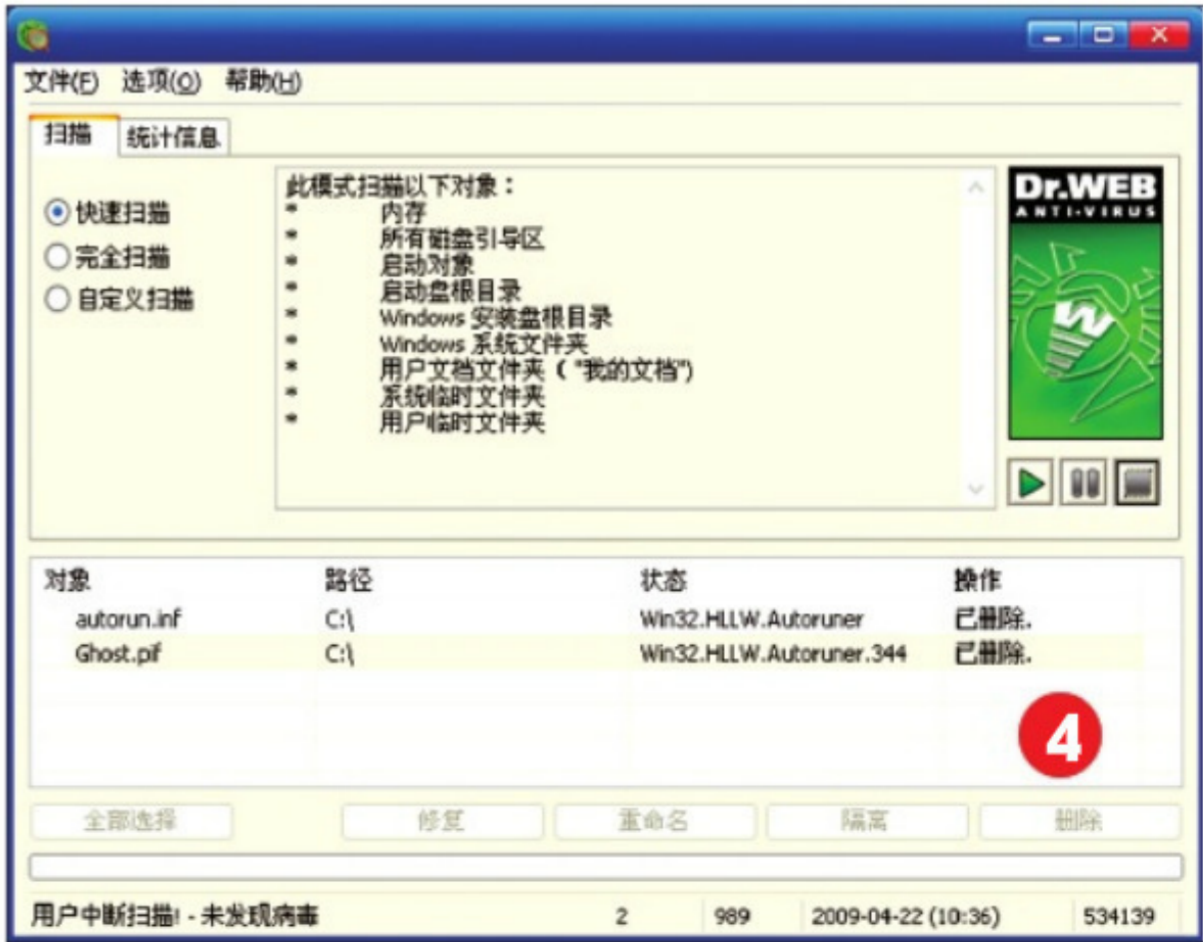 文件(F) 选项(O) 帮助(H)
扫描 统计信息
快速扫描
完全扫描
自定义扫描
此模式扫描以下对象：
* 内存
* 所有磁盘引导区
* 启动对象
* 启动盘根目录
* Windows 安装盘根目录
* Windows 系统文件夹
* 用户文档文件夹 ( "我的文档")
* 系统临时文件夹
* 用户临时文件夹
Dr.WEB
ANTI-VIRUS
对象 路径 状态 操作
autorun.inf C:\ Win32.HLLW.Autoruner 已删除.
Ghost.pif C:\ Win32.HLLW.Autoruner.344 已删除.
4
全部选择 修复 重命名 隔离 删除
用户中断扫描! - 未发现病毒 2 989 2009-04-22 (10:36) 534139